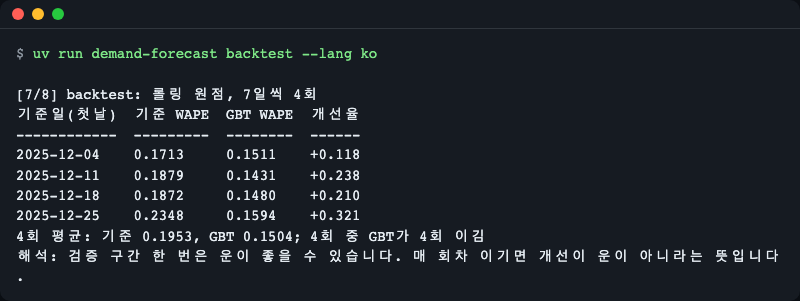 $ uv run demand-forecast backtest --lang ko
[7/8] backtest: 롤링 원점, 7일씩 4회
기준일(첫날)  기준 WAPE  GBT WAPE  개선율
------------  ---------  --------  ------
2025-12-04    0.1713     0.1511    +0.118
2025-12-11    0.1879     0.1431    +0.238
2025-12-18    0.1872     0.1480    +0.210
2025-12-25    0.2348     0.1594    +0.321
4회 평균: 기준 0.1953, GBT 0.1504; 4회 중 GBT가 4회 이김
해석: 검증 구간 한 번은 운이 좋을 수 있습니다. 매 회차 이기면 개선이 운이 아니라는 뜻입니다
.